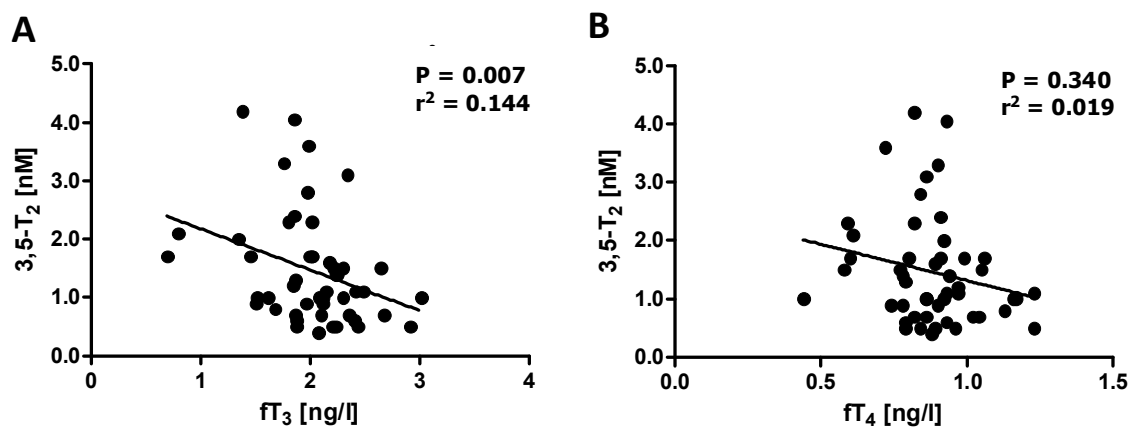 A
P = 0.007
r² = 0.144
5.0
4.0
3.0
2.0
1.0
0.0
3,5-T₂ [nM]
0 1 2 3 4
fT₃ [ng/l]
B
P = 0.340
r² = 0.019
5.0
4.0
3.0
2.0
1.0
0.0
3,5-T₂ [nM]
0.0 0.5 1.0 1.5
fT₄ [ng/l]